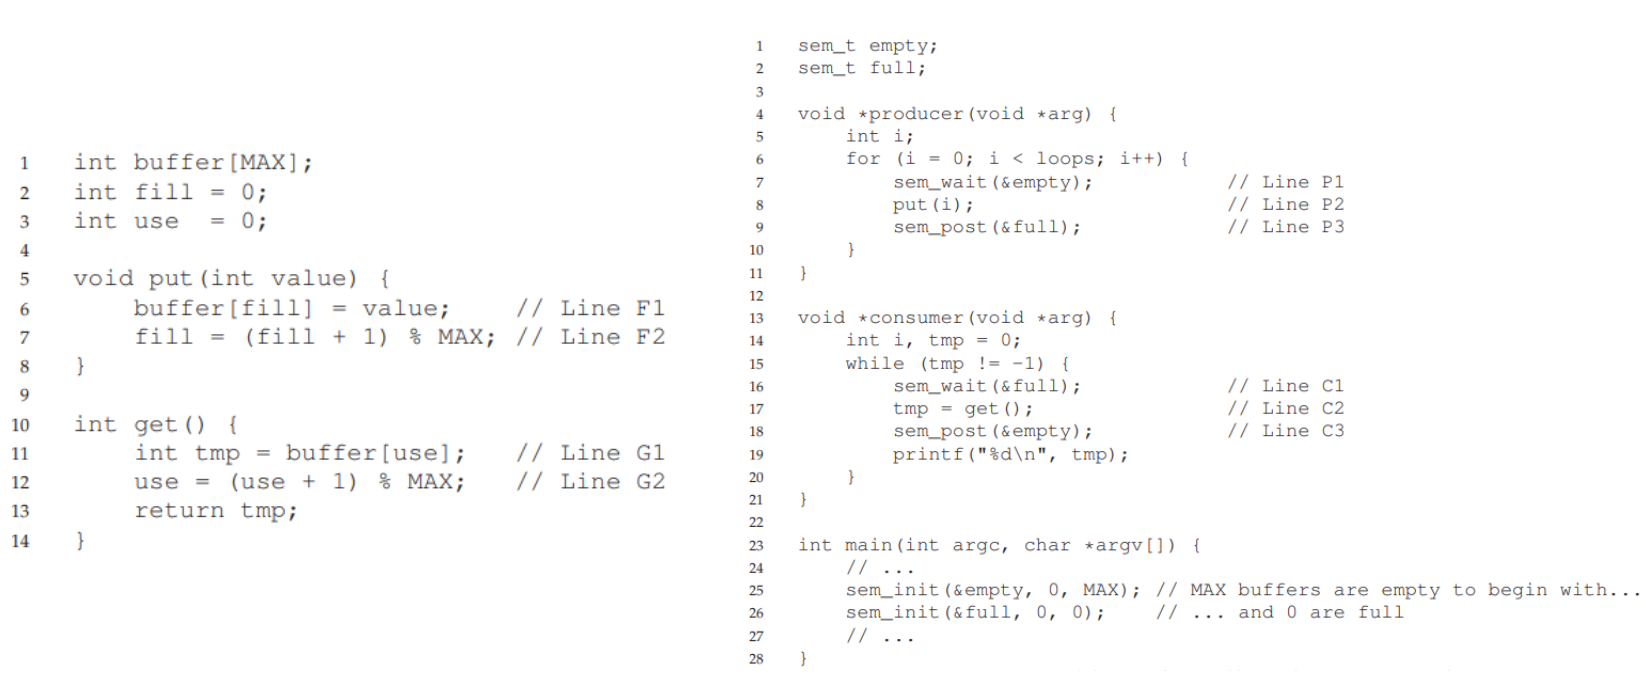 1 int buffer[MAX];
2 int fill = 0;
3 int use  = 0;
4
5 void put(int value) {
6     buffer[fill] = value;    // Line F1
7     fill = (fill + 1) % MAX; // Line F2
8 }
9
10 int get() {
11     int tmp = buffer[use];   // Line G1
12     use = (use + 1) % MAX;   // Line G2
13     return tmp;
14 }
1 sem_t empty;
2 sem_t full;
3
4 void *producer(void *arg) {
5     int i;
6     for (i = 0; i < loops; i++) {
7         sem_wait(&empty);           // Line P1
8         put(i);                     // Line P2
9         sem_post(&full);            // Line P3
10     }
11 }
12
13 void *consumer(void *arg) {
14     int i, tmp = 0;
15     while (tmp != -1) {
16         sem_wait(&full);            // Line C1
17         tmp = get();                // Line C2
18         sem_post(&empty);           // Line C3
19         printf("%d\n", tmp);
20     }
21 }
22
23 int main(int argc, char *argv[]) {
24     // ...
25     sem_init(&empty, 0, MAX); // MAX buffers are empty to begin with...
26     sem_init(&full, 0, 0);    // ... and 0 are full
27     // ...
28 }